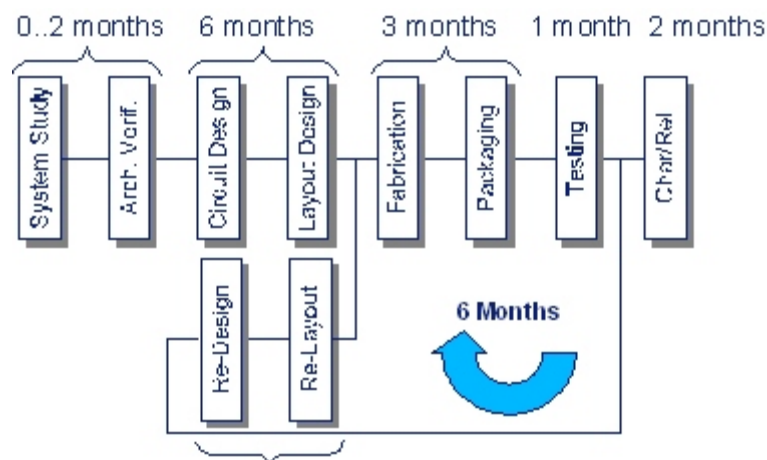 0..2 months 6 months 3 months 1 month 2 months
System Study
Arch. Verif.
Circuit Design
Layout Design
Fabrication
Packaging
Testing
Char/Rel
Re-Design
Re-Layout
6 Months